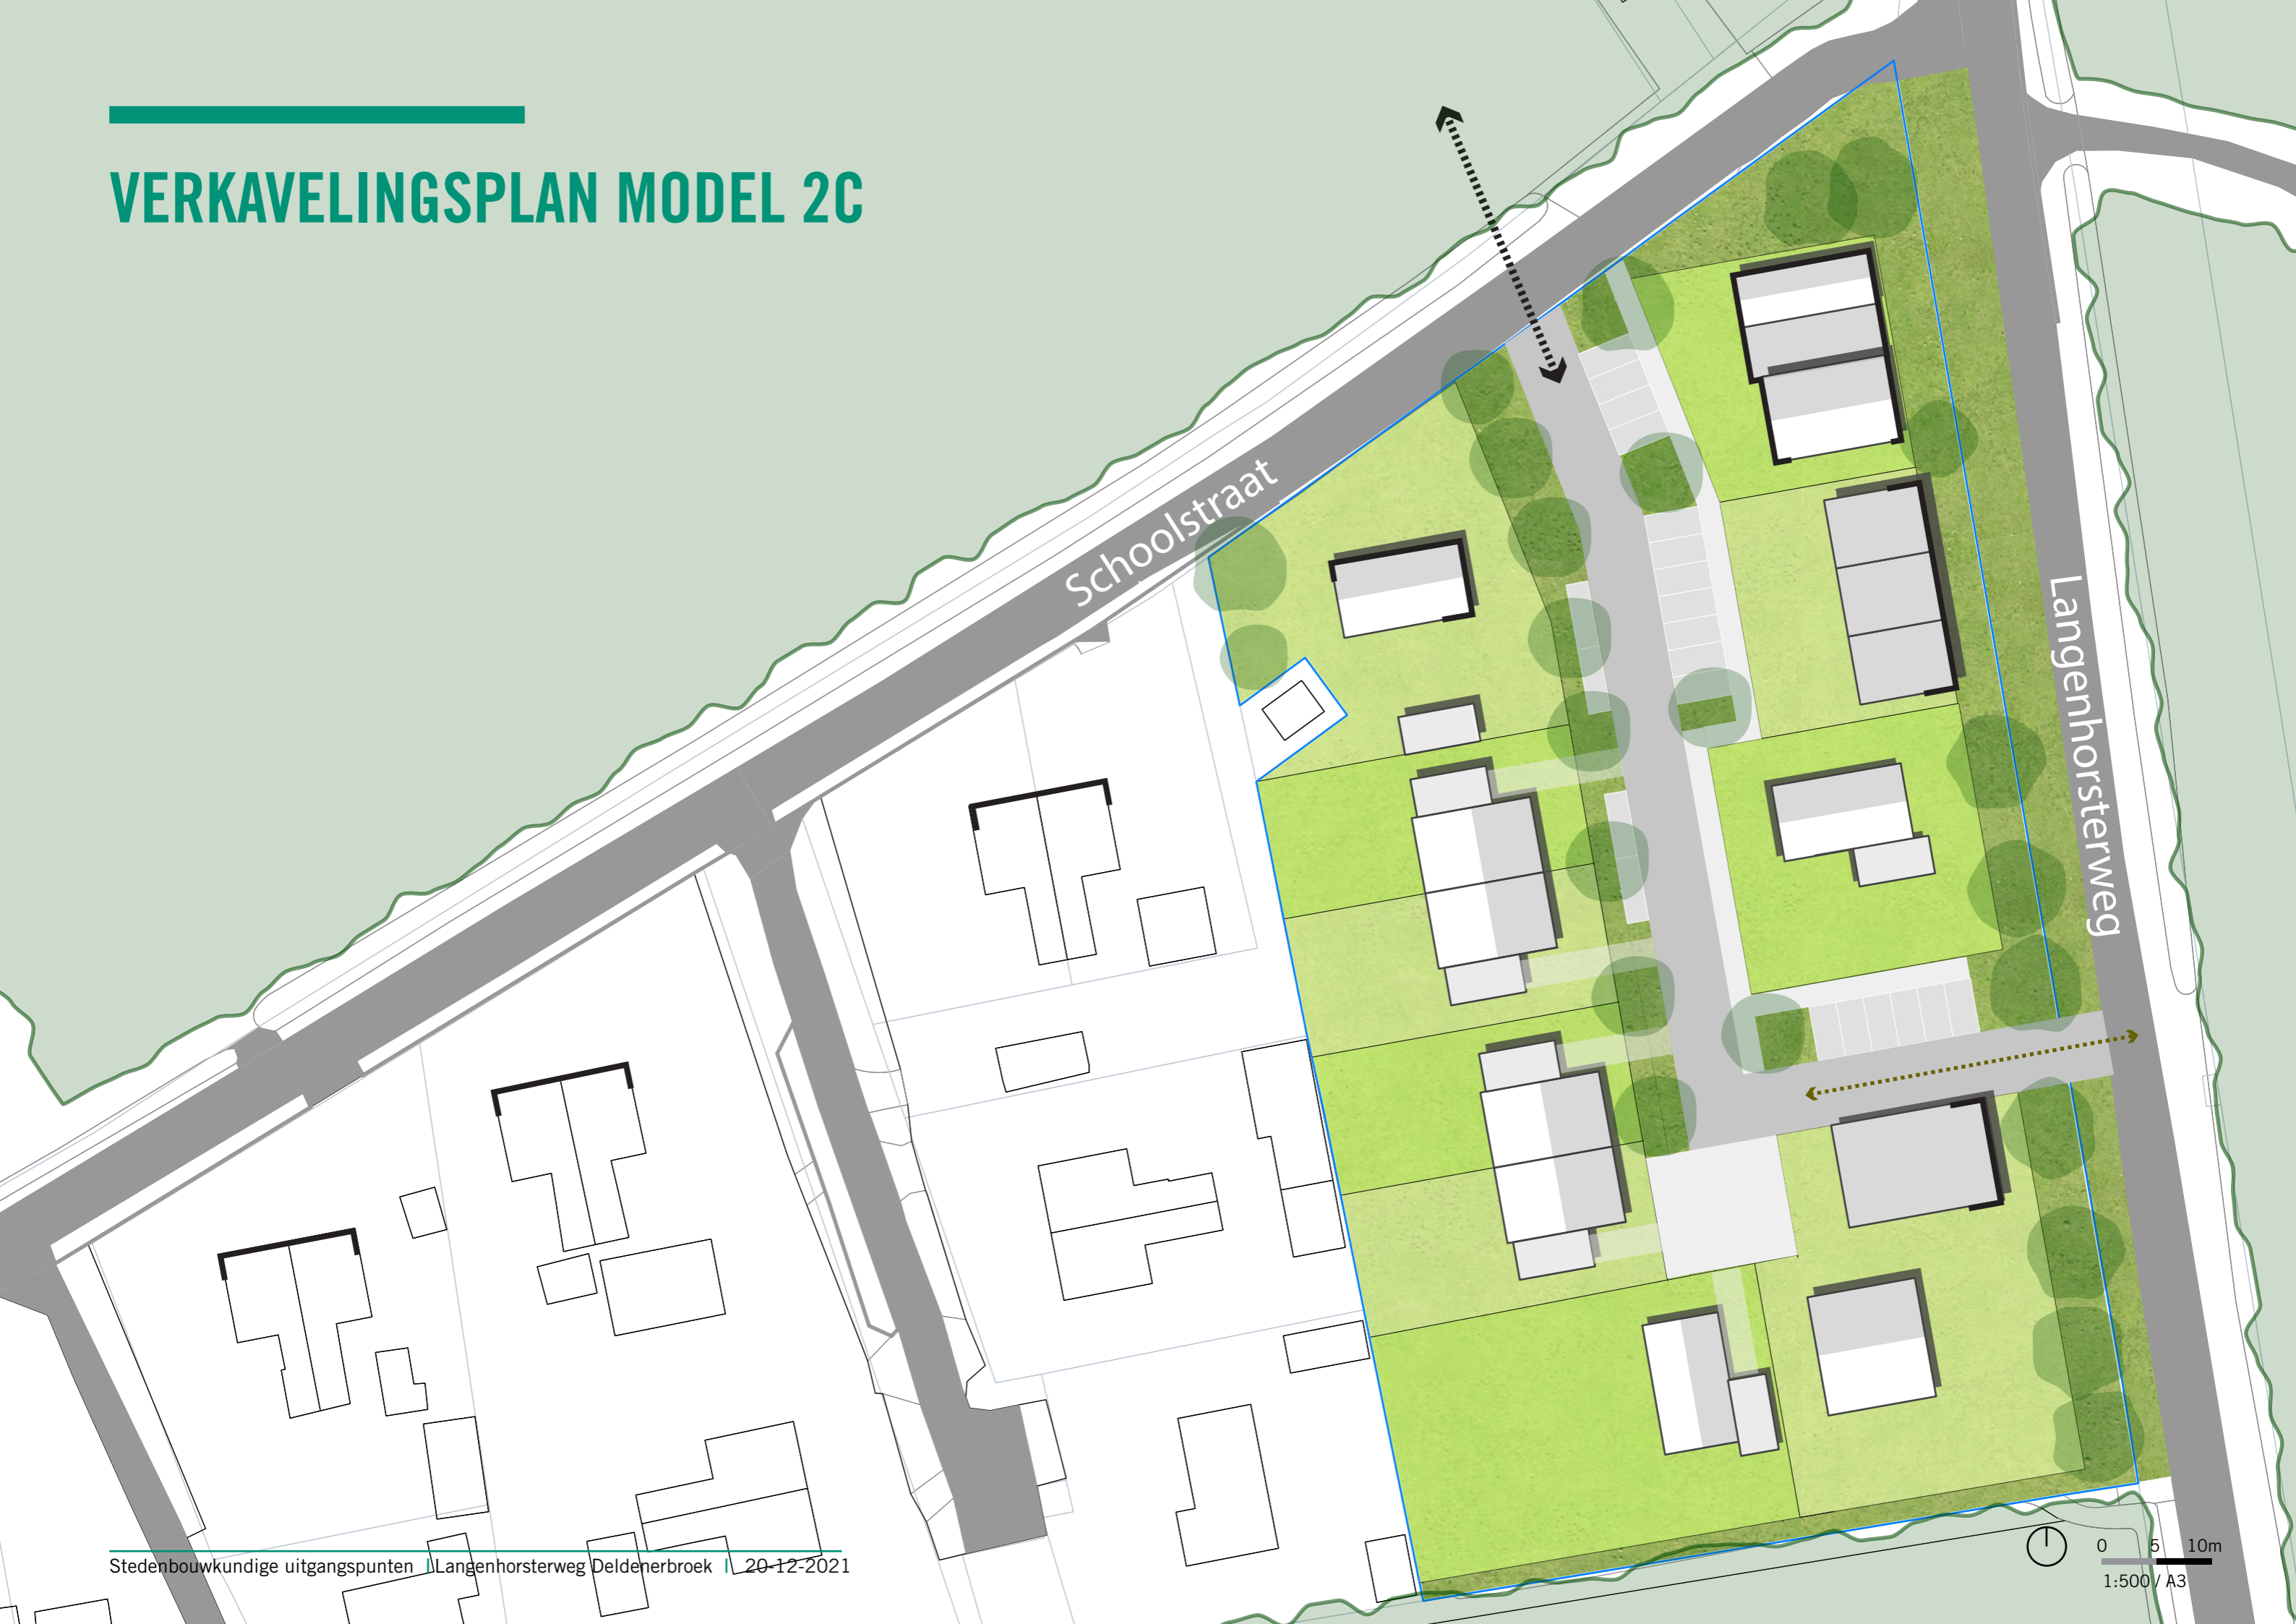 VERKAVELINGSPLAN MODEL 2C
Schoolstraat
Langenhorsterweg
Stedenbouwkundige uitgangspunten | Langenhorsterweg Deldenerbroek | 20-12-2021
0 5 10m
1:500 / A3